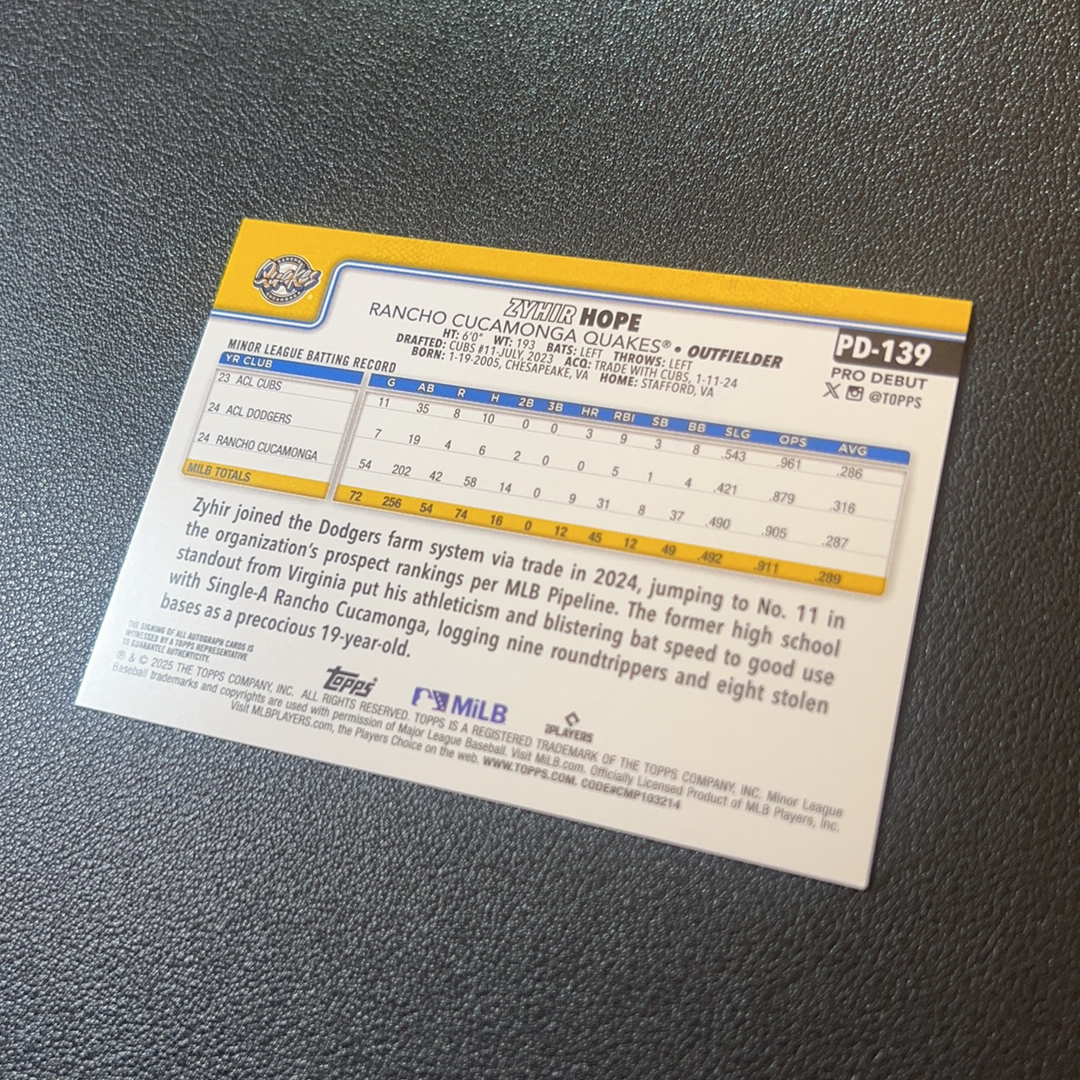 RANCHO
Quakes
CUCAMONGA
ZYHIR HOPE
RANCHO CUCAMONGA QUAKES® • OUTFIELDER
HT: 6'0" WT: 193 BATS: LEFT THROWS: LEFT
DRAFTED: CUBS #11-JULY, 2023 ACQ: TRADE WITH CUBS, 1-11-24
BORN: 1-19-2005, CHESAPEAKE, VA HOME: STAFFORD, VA
PD-139
PRO DEBUT
X @TOPPS
MINOR LEAGUE BATTING RECORD
YR CLUB G AB R H 2B 3B HR RBI SB BB SLG OPS AVG
23 ACL CUBS 11 35 8 10 0 0 3 9 3 8 .543 .961 .286
24 ACL DODGERS 7 19 4 6 2 0 0 5 1 4 .421 .879 .316
24 RANCHO CUCAMONGA 54 202 42 58 14 0 9 31 8 37 .490 .905 .287
MILB TOTALS 72 256 54 74 16 0 12 45 12 49 .492 .911 .289
Zyhir joined the Dodgers farm system via trade in 2024, jumping to No. 11 in
the organization's prospect rankings per MLB Pipeline. The former high school
standout from Virginia put his athleticism and blistering bat speed to good use
with Single-A Rancho Cucamonga, logging nine roundtrippers and eight stolen
bases as a precocious 19-year-old.
THE SIGNING OF ALL AUTOGRAPH CARDS IS
WITNESSED BY A TOPPS REPRESENTATIVE
TO GUARANTEE AUTHENTICITY.
Topps
MiLB
PLAYERS
® & © 2025 THE TOPPS COMPANY, INC. ALL RIGHTS RESERVED. TOPPS IS A REGISTERED TRADEMARK OF THE TOPPS COMPANY, INC. Minor League
Baseball trademarks and copyrights are used with permission of Major League Baseball. Visit MiLB.com. Officially Licensed Product of MLB Players, Inc.
Visit MLBPLAYERS.com, the Players Choice on the web. WWW.TOPPS.COM. CODE#CMP103214